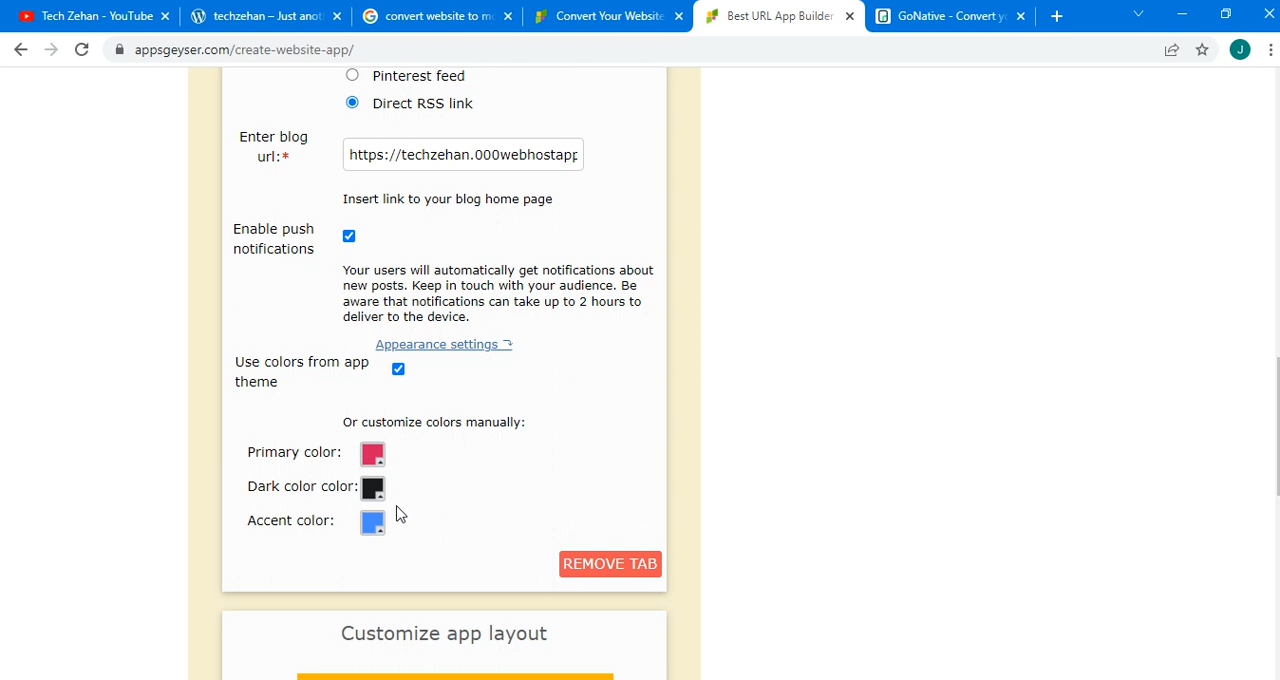 Tech Zehan - YouTube
techzehan – Just anot
convert website to mo
Convert Your Website
Best URL App Builder
GoNative - Convert yo
appsgeyser.com/create-website-app/
J
Pinterest feed
Direct RSS link
Enter blog
url:*
https://techzehan.000webhostapp
Insert link to your blog home page
Enable push
notifications
Your users will automatically get notifications about
new posts. Keep in touch with your audience. Be
aware that notifications can take up to 2 hours to
deliver to the device.
Appearance settings
Use colors from app
theme
Or customize colors manually:
Primary color:
Dark color color:
Accent color:
REMOVE TAB
Customize app layout